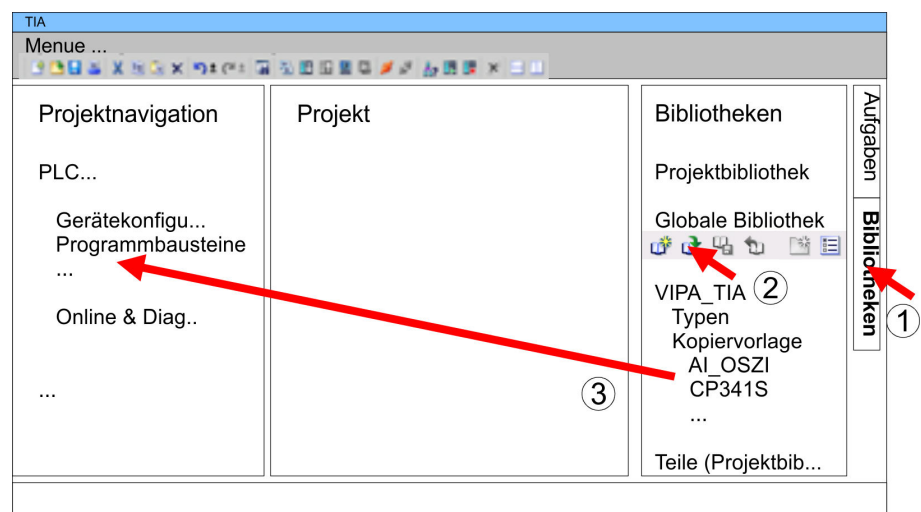 TIA
Menue ...
Projektnavigation
PLC...
Gerätekonfigu...
Programmbausteine
...
Online & Diag..
...
Projekt
3
Bibliotheken
Projektbibliothek
Globale Bibliothek
2
VIPA_TIA
Typen
Kopiervorlage
AI_OSZI
CP341S
...
Teile (Projektbib...
Aufgaben
Bibliotheken
1